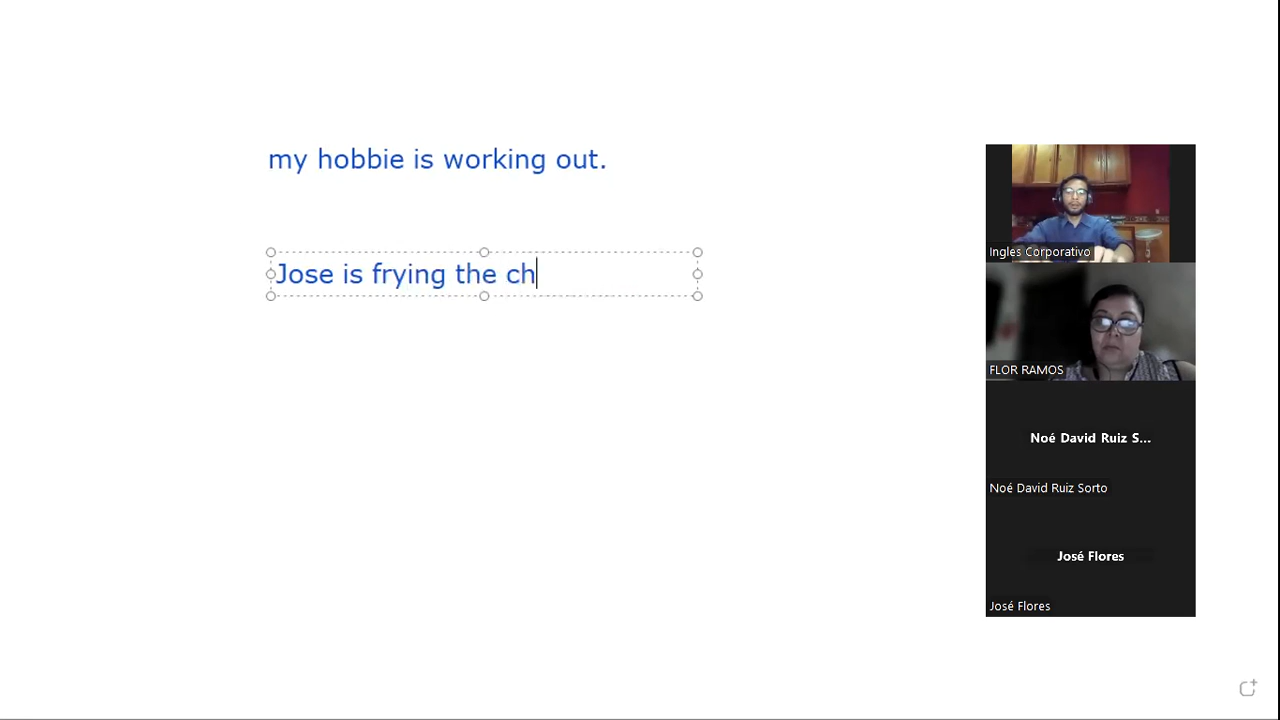 my hobbie is working out.
Jose is frying the ch
Ingles Corporativo
FLOR RAMOS
Noé David Ruiz S...
Noé David Ruiz Sorto
José Flores
José Flores